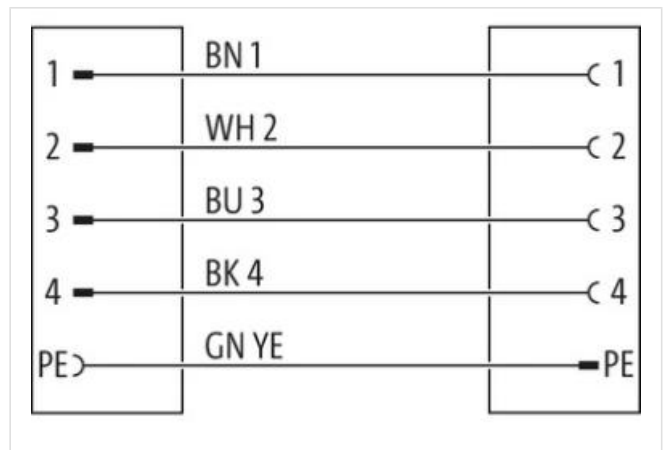 1 BN 1 1
2 WH 2 2
3 BU 3 3
4 BK 4 4
PE GN YE PE